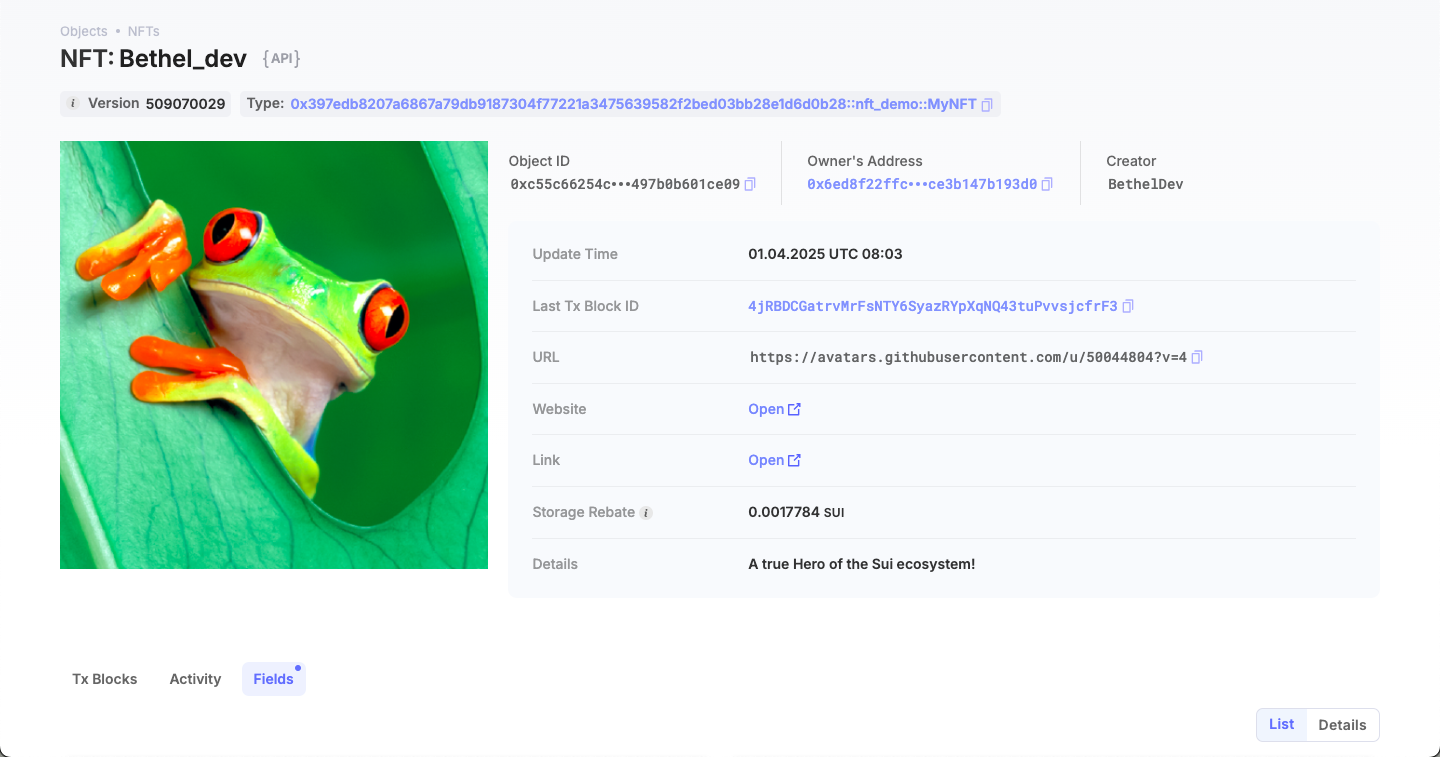 Objects • NFTs
NFT: Bethel_dev {API}
i Version 509070029 Type: 0x397edb8207a6867a79db9187304f77221a3475639582f2bed03bb28e1d6d0b28::nft_demo::MyNFT
Object ID Owner's Address Creator
0xc55c66254c•••497b0b601ce09 0x6ed8f22ffc•••ce3b147b193d0 BethelDev
Update Time 01.04.2025 UTC 08:03
Last Tx Block ID 4jRBDCGatrvMrFsNTY6SyazRYpXqNQ43tuPvvsjcfrF3
URL https://avatars.githubusercontent.com/u/50044804?v=4
Website Open
Link Open
Storage Rebate i 0.0017784 SUI
Details A true Hero of the Sui ecosystem!
Tx Blocks Activity Fields
List Details